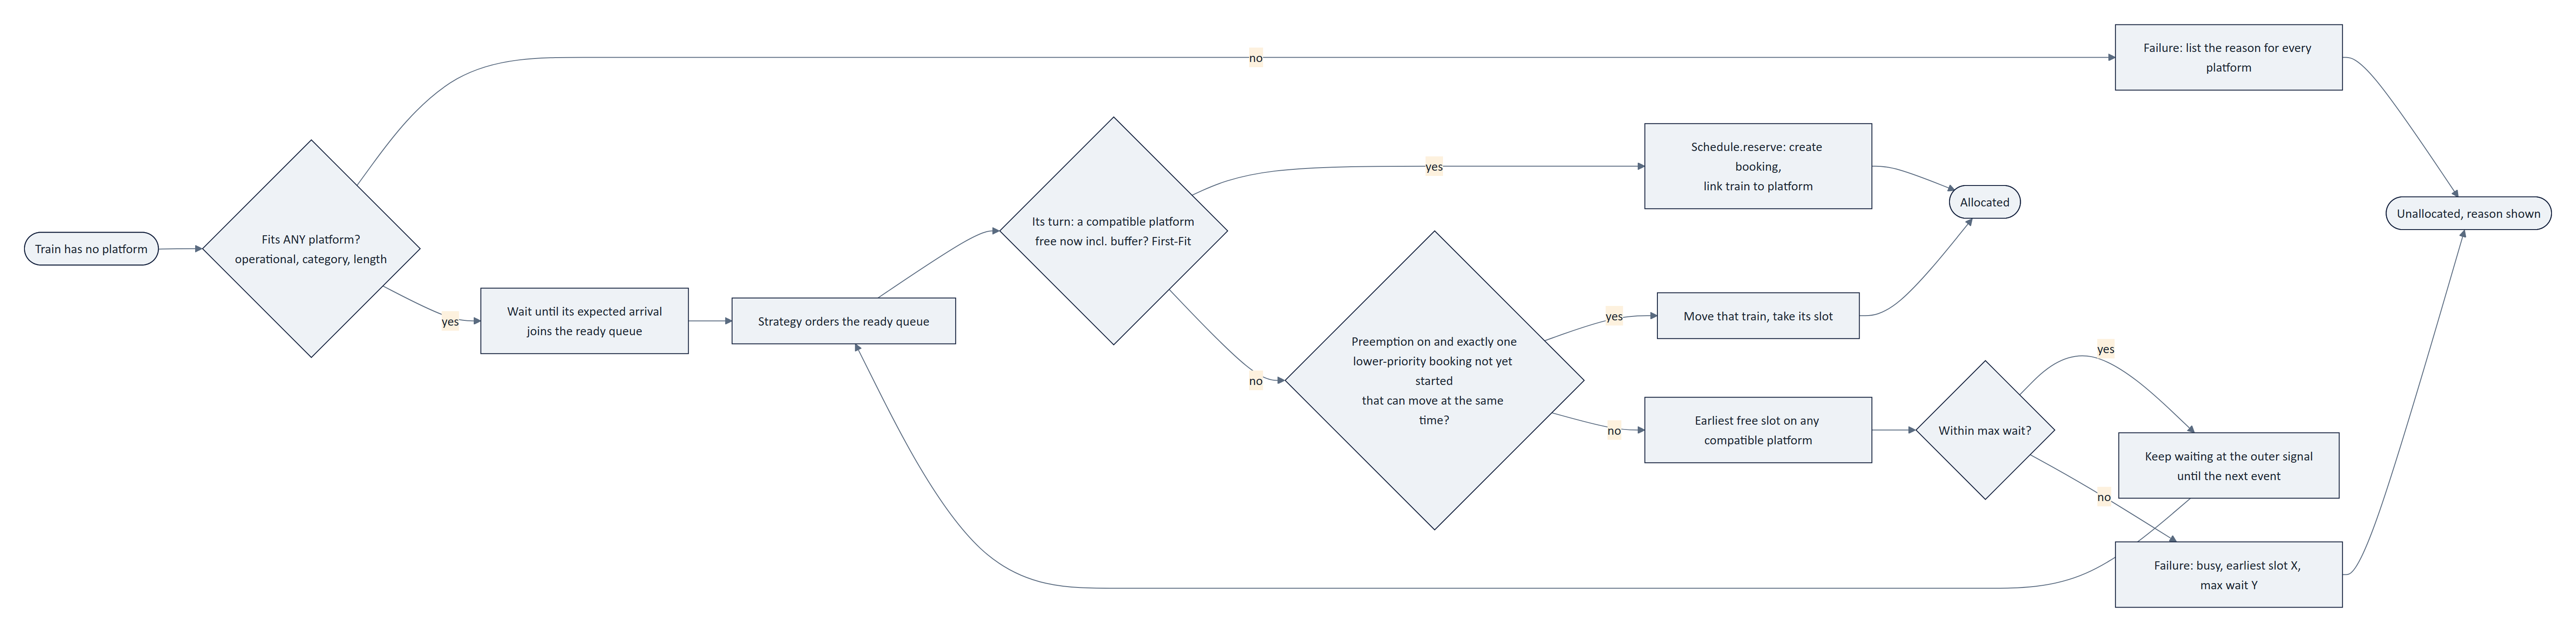 Train has no platform
Fits ANY platform?
operational, category, length
no
yes
Wait until its expected arrival
joins the ready queue
Strategy orders the ready queue
Its turn: a compatible platform
free now incl. buffer? First-Fit
yes
no
Schedule.reserve: create
booking,
link train to platform
Allocated
Preemption on and exactly one
lower-priority booking not yet
started
that can move at the same
time?
yes
no
Move that train, take its slot
Earliest free slot on any
compatible platform
Within max wait?
yes
no
Keep waiting at the outer signal
until the next event
Failure: busy, earliest slot X,
max wait Y
Failure: list the reason for every
platform
Unallocated, reason shown